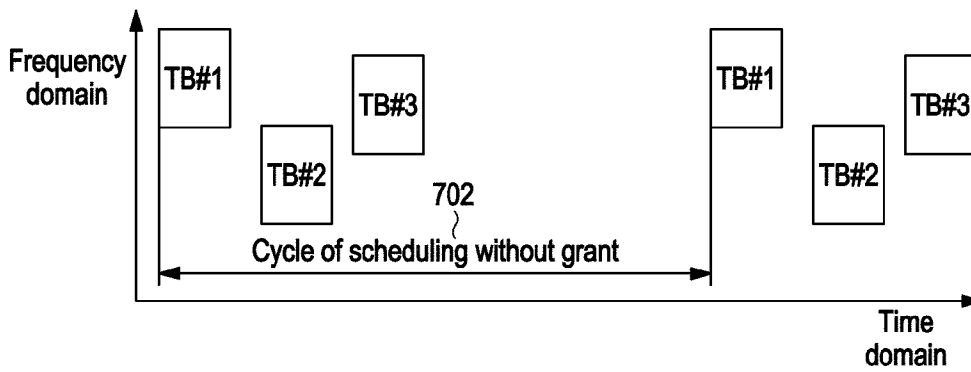 Frequency
domain
TB#1
TB#2
TB#3
TB#1
TB#2
TB#3
702
Cycle of scheduling without grant
Time
domain